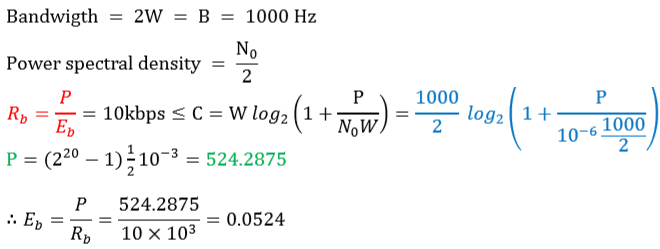 Bandwigth = 2W = B = 1000 Hz
Power spectral density = N₀/2
R_b = P/E_b = 10kbps ≤ C = W log₂(1 + P/(N₀W)) = 1000/2 log₂(1 + P/(10⁻⁶ 1000/2))
P = (2²⁰ − 1) 1/2 10⁻³ = 524.2875
∴ E_b = P/R_b = 524.2875/(10 × 10³) = 0.0524